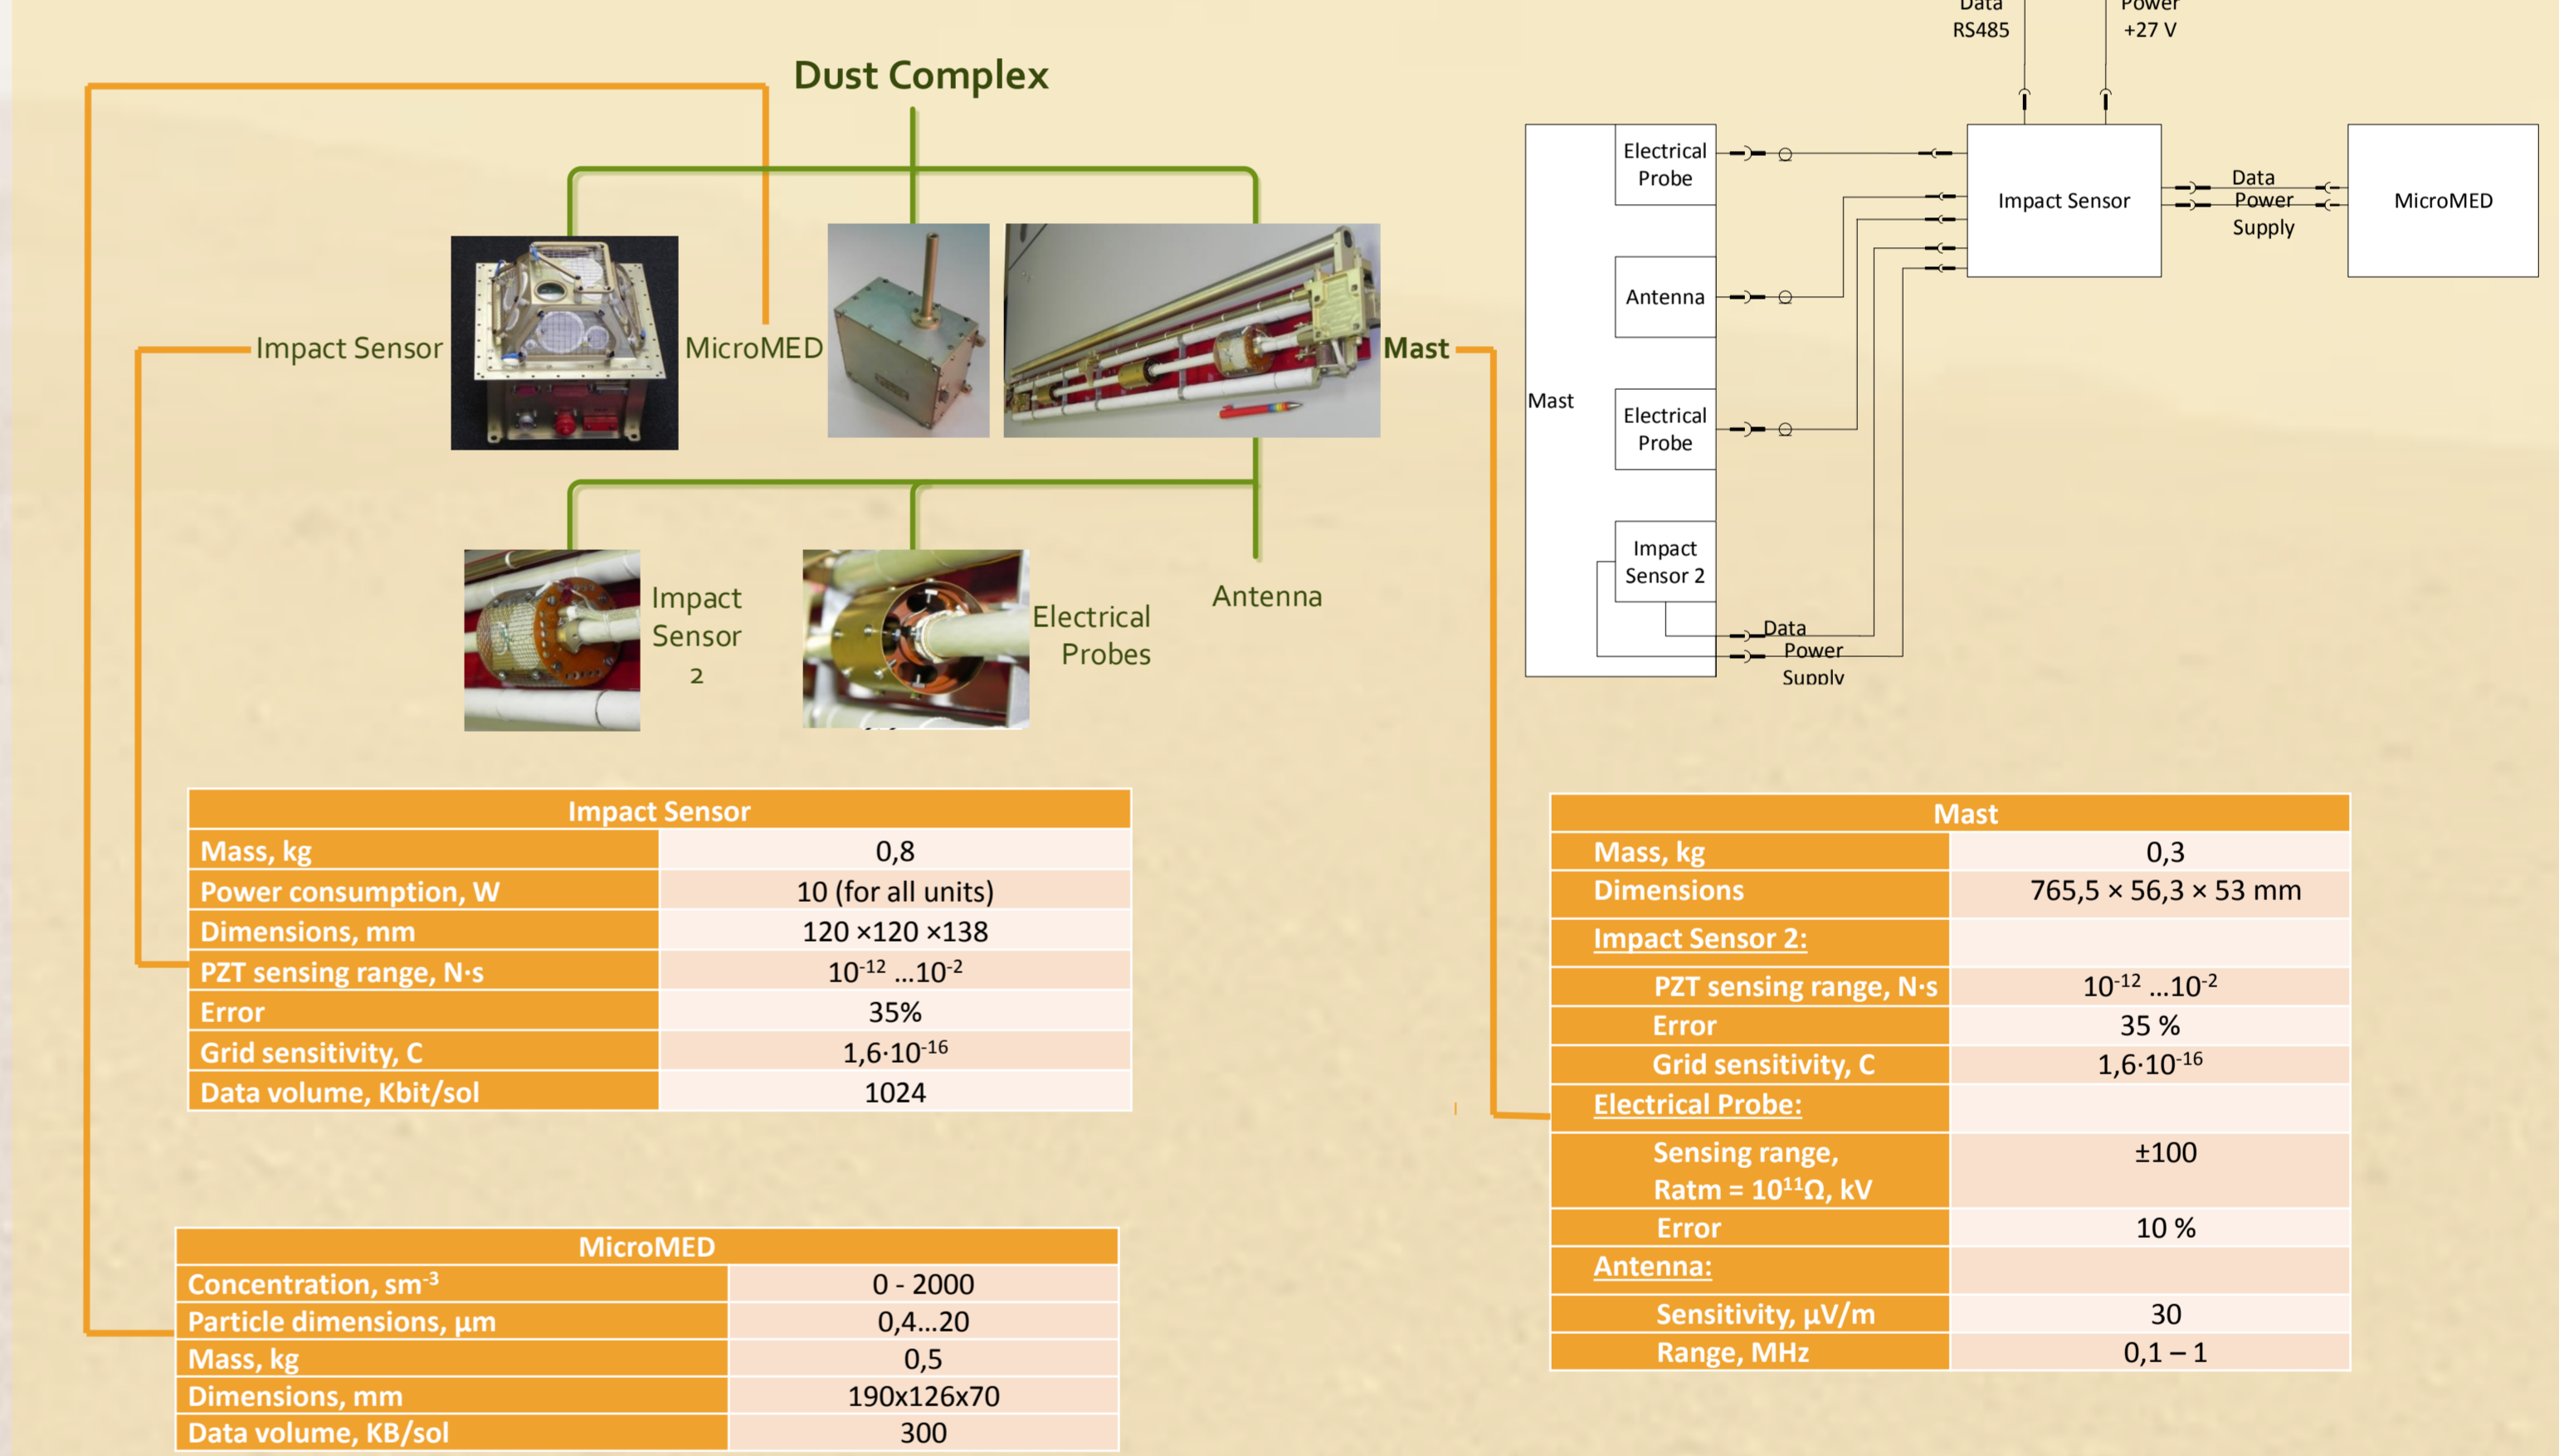 Data
RS485
Power
+27 V
Dust Complex
Impact Sensor
MicroMED
Mast
Impact
Sensor
2
Electrical
Probes
Antenna
Mast
Electrical
Probe
Antenna
Electrical
Probe
Impact
Sensor 2
Data
Power
Supply
Impact Sensor
Data
Power
Supply
MicroMED
Impact Sensor
Mass, kg 0,8
Power consumption, W 10 (for all units)
Dimensions, mm 120 ×120 ×138
PZT sensing range, N·s 10⁻¹² ...10⁻²
Error 35%
Grid sensitivity, C 1,6·10⁻¹⁶
Data volume, Kbit/sol 1024
MicroMED
Concentration, sm⁻³ 0 - 2000
Particle dimensions, µm 0,4...20
Mass, kg 0,5
Dimensions, mm 190x126x70
Data volume, KB/sol 300
Mast
Mass, kg 0,3
Dimensions 765,5 × 56,3 × 53 mm
Impact Sensor 2:
PZT sensing range, N·s 10⁻¹² ...10⁻²
Error 35 %
Grid sensitivity, C 1,6·10⁻¹⁶
Electrical Probe:
Sensing range, ±100
Ratm = 10¹¹Ω, kV
Error 10 %
Antenna:
Sensitivity, µV/m 30
Range, MHz 0,1 – 1